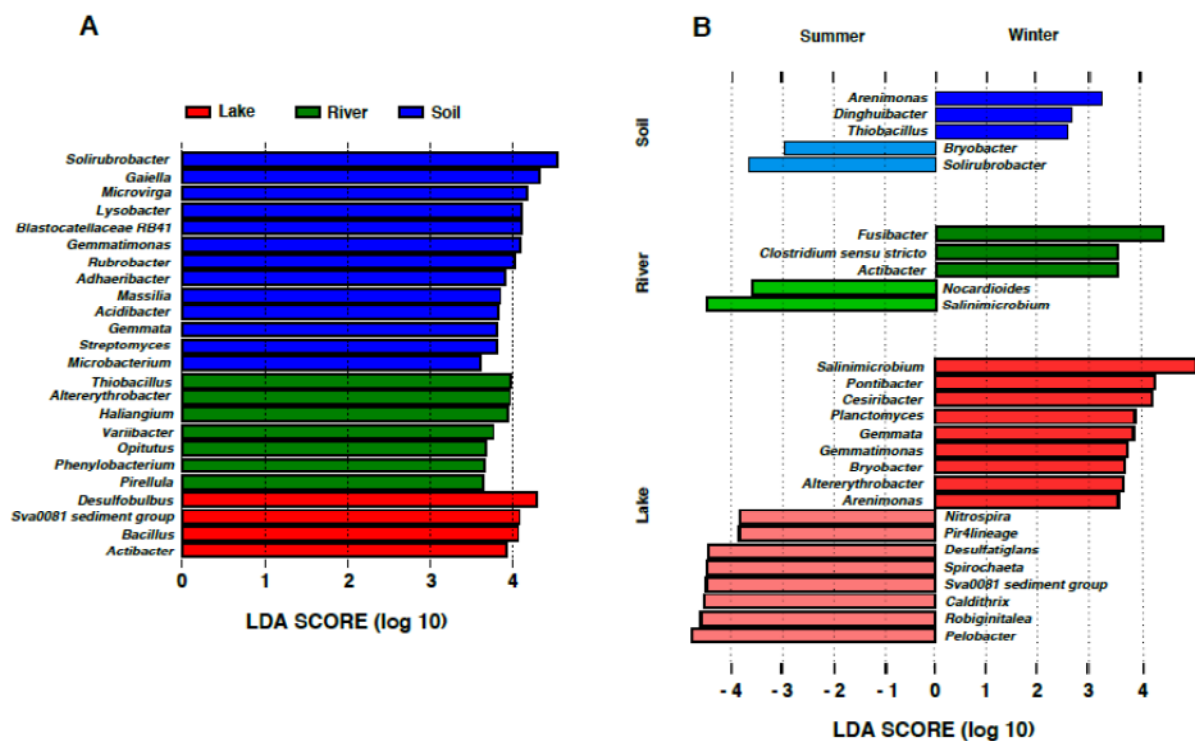 A
Lake River Soil
Solirubrobacter
Gaiella
Microvirga
Lysobacter
Blastocatellaceae RB41
Gemmatimonas
Rubrobacter
Adhaeribacter
Massilia
Acidibacter
Gemmata
Streptomyces
Microbacterium
Thiobacillus
Altererythrobacter
Haliangium
Variibacter
Opitutus
Phenylobacterium
Pirellula
Desulfobulbus
Sva0081 sediment group
Bacillus
Actibacter
0 1 2 3 4
LDA SCORE (log 10)
B
Summer Winter
Soil
Arenimonas
Dinghuibacter
Thiobacillus
Bryobacter
Solirubrobacter
River
Fusibacter
Clostridium sensu stricto
Actibacter
Nocardioides
Salinimicrobium
Lake
Salinimicrobium
Pontibacter
Cesiribacter
Planctomyces
Gemmata
Gemmatimonas
Bryobacter
Altererythrobacter
Arenimonas
Nitrospira
Pir4lineage
Desulfatiglans
Spirochaeta
Sva0081 sediment group
Caldithrix
Robiginitalea
Pelobacter
- 4 - 3 - 2 - 1 0 1 2 3 4
LDA SCORE (log 10)